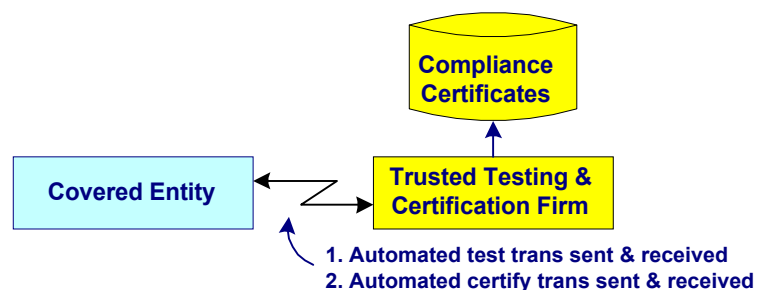 Compliance
Certificates
Covered Entity
Trusted Testing &
Certification Firm
1. Automated test trans sent & received
2. Automated certify trans sent & received